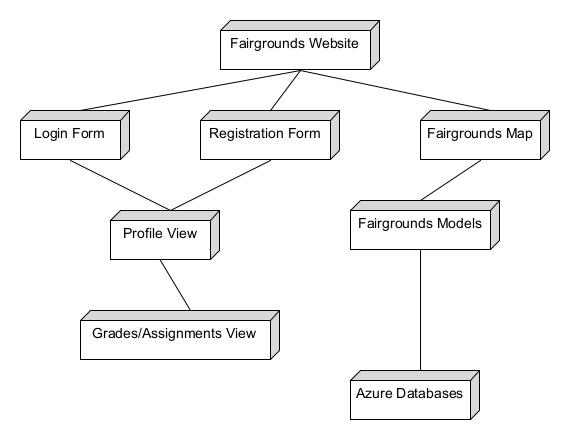 Fairgrounds Website
Login Form
Registration Form
Fairgrounds Map
Profile View
Fairgrounds Models
Grades/Assignments View
Azure Databases